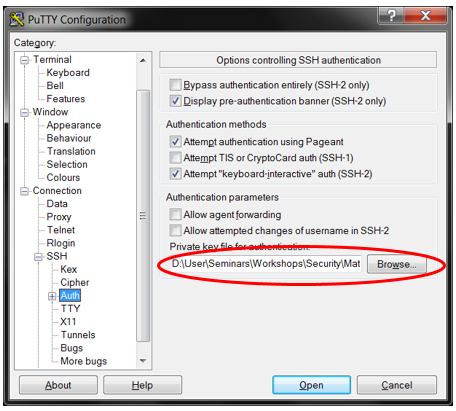 PuTTY Configuration
Category:
Terminal
Keyboard
Bell
Features
Window
Appearance
Behaviour
Translation
Selection
Colours
Connection
Data
Proxy
Telnet
Rlogin
SSH
Kex
Cipher
Auth
TTY
X11
Tunnels
Bugs
More bugs
Options controlling SSH authentication
Bypass authentication entirely (SSH-2 only)
Display pre-authentication banner (SSH-2 only)
Authentication methods
Attempt authentication using Pageant
Attempt TIS or CryptoCard auth (SSH-1)
Attempt "keyboard-interactive" auth (SSH-2)
Authentication parameters
Allow agent forwarding
Allow attempted changes of username in SSH-2
Private key file for authentication:
D:\User\Seminars\Workshops\Security\Mat
Browse...
About
Help
Open
Cancel